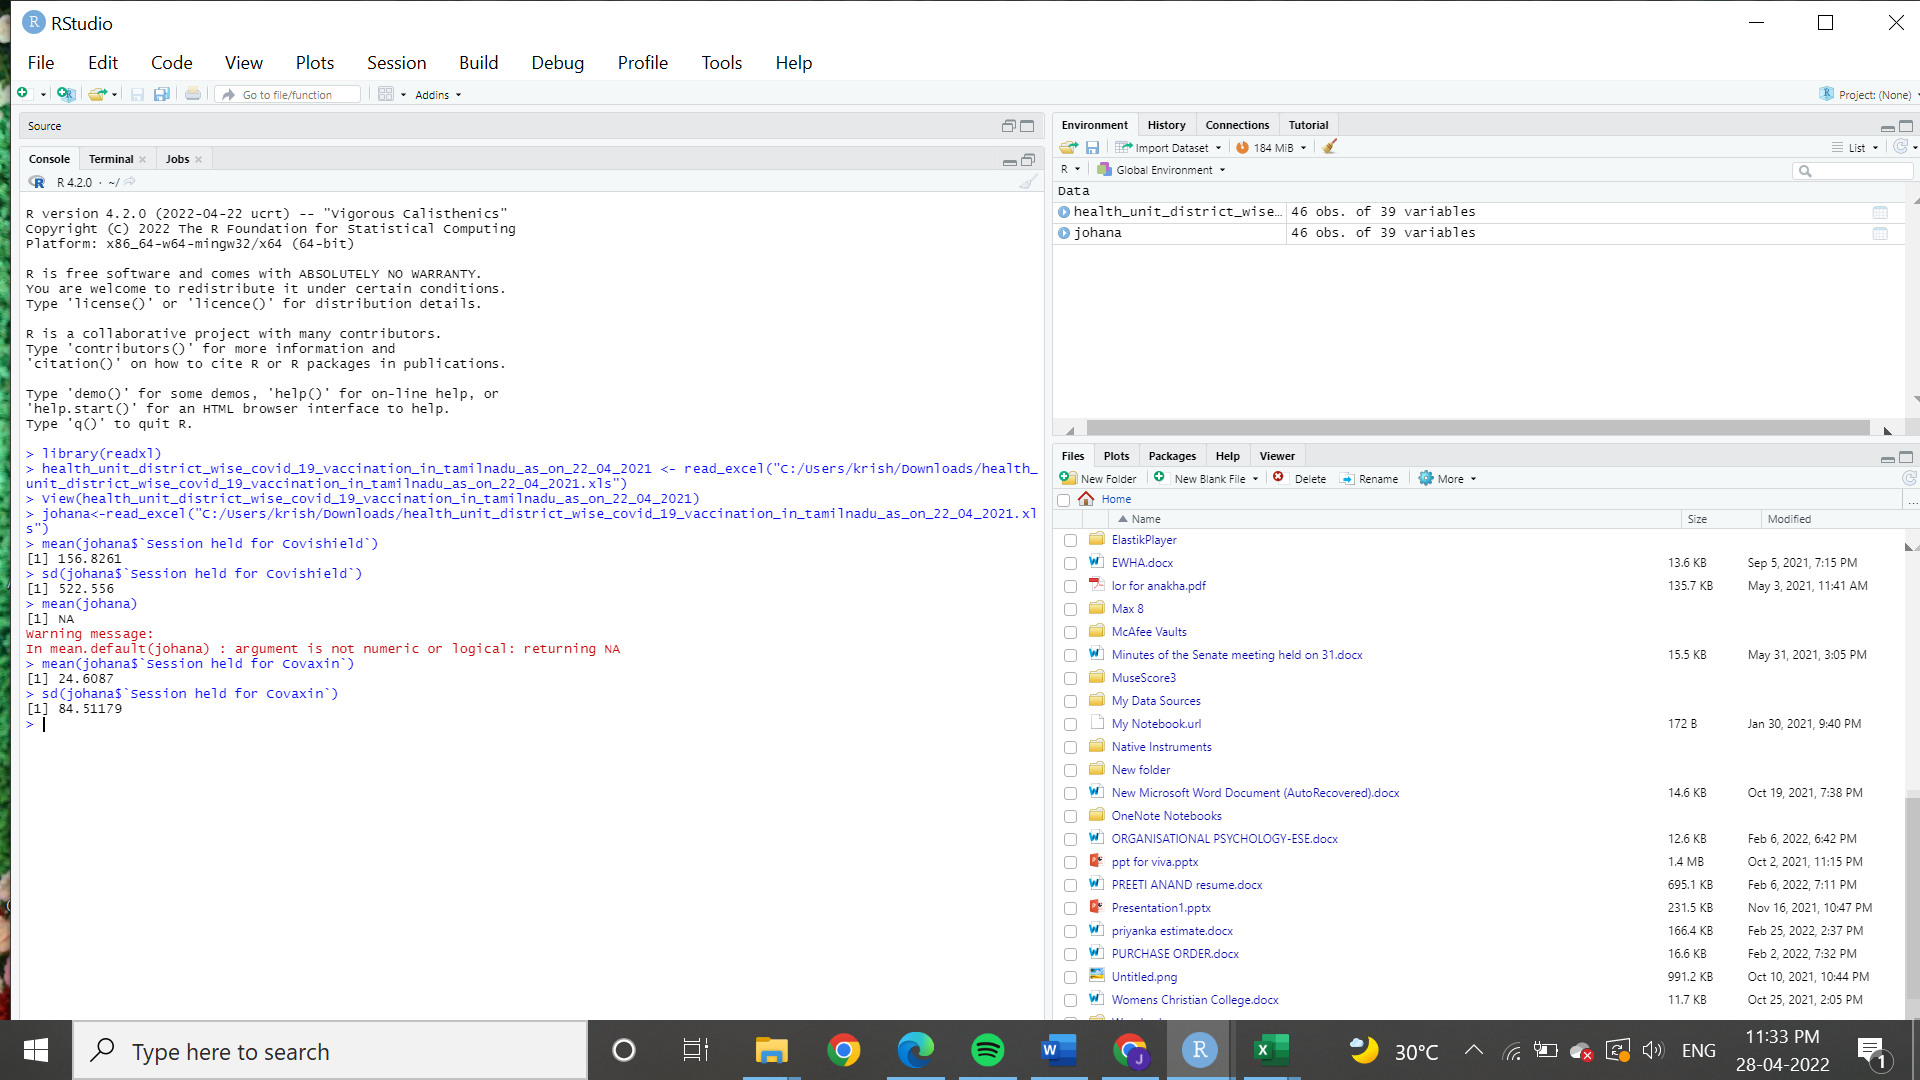 RStudio
File Edit Code View Plots Session Build Debug Profile Tools Help
Go to file/function Addins Project: (None)
Source
Console Terminal Jobs
R 4.2.0 · ~/
R version 4.2.0 (2022-04-22 ucrt) -- "Vigorous Calisthenics"
Copyright (C) 2022 The R Foundation for Statistical Computing
Platform: x86_64-w64-mingw32/x64 (64-bit)
R is free software and comes with ABSOLUTELY NO WARRANTY.
You are welcome to redistribute it under certain conditions.
Type 'license()' or 'licence()' for distribution details.
R is a collaborative project with many contributors.
Type 'contributors()' for more information and
'citation()' on how to cite R or R packages in publications.
Type 'demo()' for some demos, 'help()' for on-line help, or
'help.start()' for an HTML browser interface to help.
Type 'q()' to quit R.
> library(readxl)
> health_unit_district_wise_covid_19_vaccination_in_tamilnadu_as_on_22_04_2021 <- read_excel("C:/Users/krish/Downloads/health_
unit_district_wise_covid_19_vaccination_in_tamilnadu_as_on_22_04_2021.xls")
> View(health_unit_district_wise_covid_19_vaccination_in_tamilnadu_as_on_22_04_2021)
> johana<-read_excel("C:/Users/krish/Downloads/health_unit_district_wise_covid_19_vaccination_in_tamilnadu_as_on_22_04_2021.xl
s")
> mean(johana$`Session held for Covishield`)
[1] 156.8261
> sd(johana$`Session held for Covishield`)
[1] 522.556
> mean(johana)
[1] NA
Warning message:
In mean.default(johana) : argument is not numeric or logical: returning NA
> mean(johana$`Session held for Covaxin`)
[1] 24.6087
> sd(johana$`Session held for Covaxin`)
[1] 84.51179
>
Environment History Connections Tutorial
Import Dataset 184 MiB List
R Global Environment
Data
health_unit_district_wise… 46 obs. of 39 variables
johana 46 obs. of 39 variables
Files Plots Packages Help Viewer
New Folder New Blank File Delete Rename More
Home ...
Name Size Modified
ElastikPlayer
EWHA.docx 13.6 KB Sep 5, 2021, 7:15 PM
lor for anakha.pdf 135.7 KB May 3, 2021, 11:41 AM
Max 8
McAfee Vaults
Minutes of the Senate meeting held on 31.docx 15.5 KB May 31, 2021, 3:05 PM
MuseScore3
My Data Sources
My Notebook.url 172 B Jan 30, 2021, 9:40 PM
Native Instruments
New folder
New Microsoft Word Document (AutoRecovered).docx 14.6 KB Oct 19, 2021, 7:38 PM
OneNote Notebooks
ORGANISATIONAL PSYCHOLOGY-ESE.docx 12.6 KB Feb 6, 2022, 6:42 PM
ppt for viva.pptx 1.4 MB Oct 2, 2021, 11:15 PM
PREETI ANAND resume.docx 695.1 KB Feb 6, 2022, 7:11 PM
Presentation1.pptx 231.5 KB Nov 16, 2021, 10:47 PM
priyanka estimate.docx 166.4 KB Feb 25, 2022, 2:37 PM
PURCHASE ORDER.docx 16.6 KB Feb 2, 2022, 7:32 PM
Untitled.png 991.2 KB Oct 10, 2021, 10:44 PM
Womens Christian College.docx 11.7 KB Oct 25, 2021, 2:05 PM
Type here to search
30°C ENG
11:33 PM
28-04-2022
1